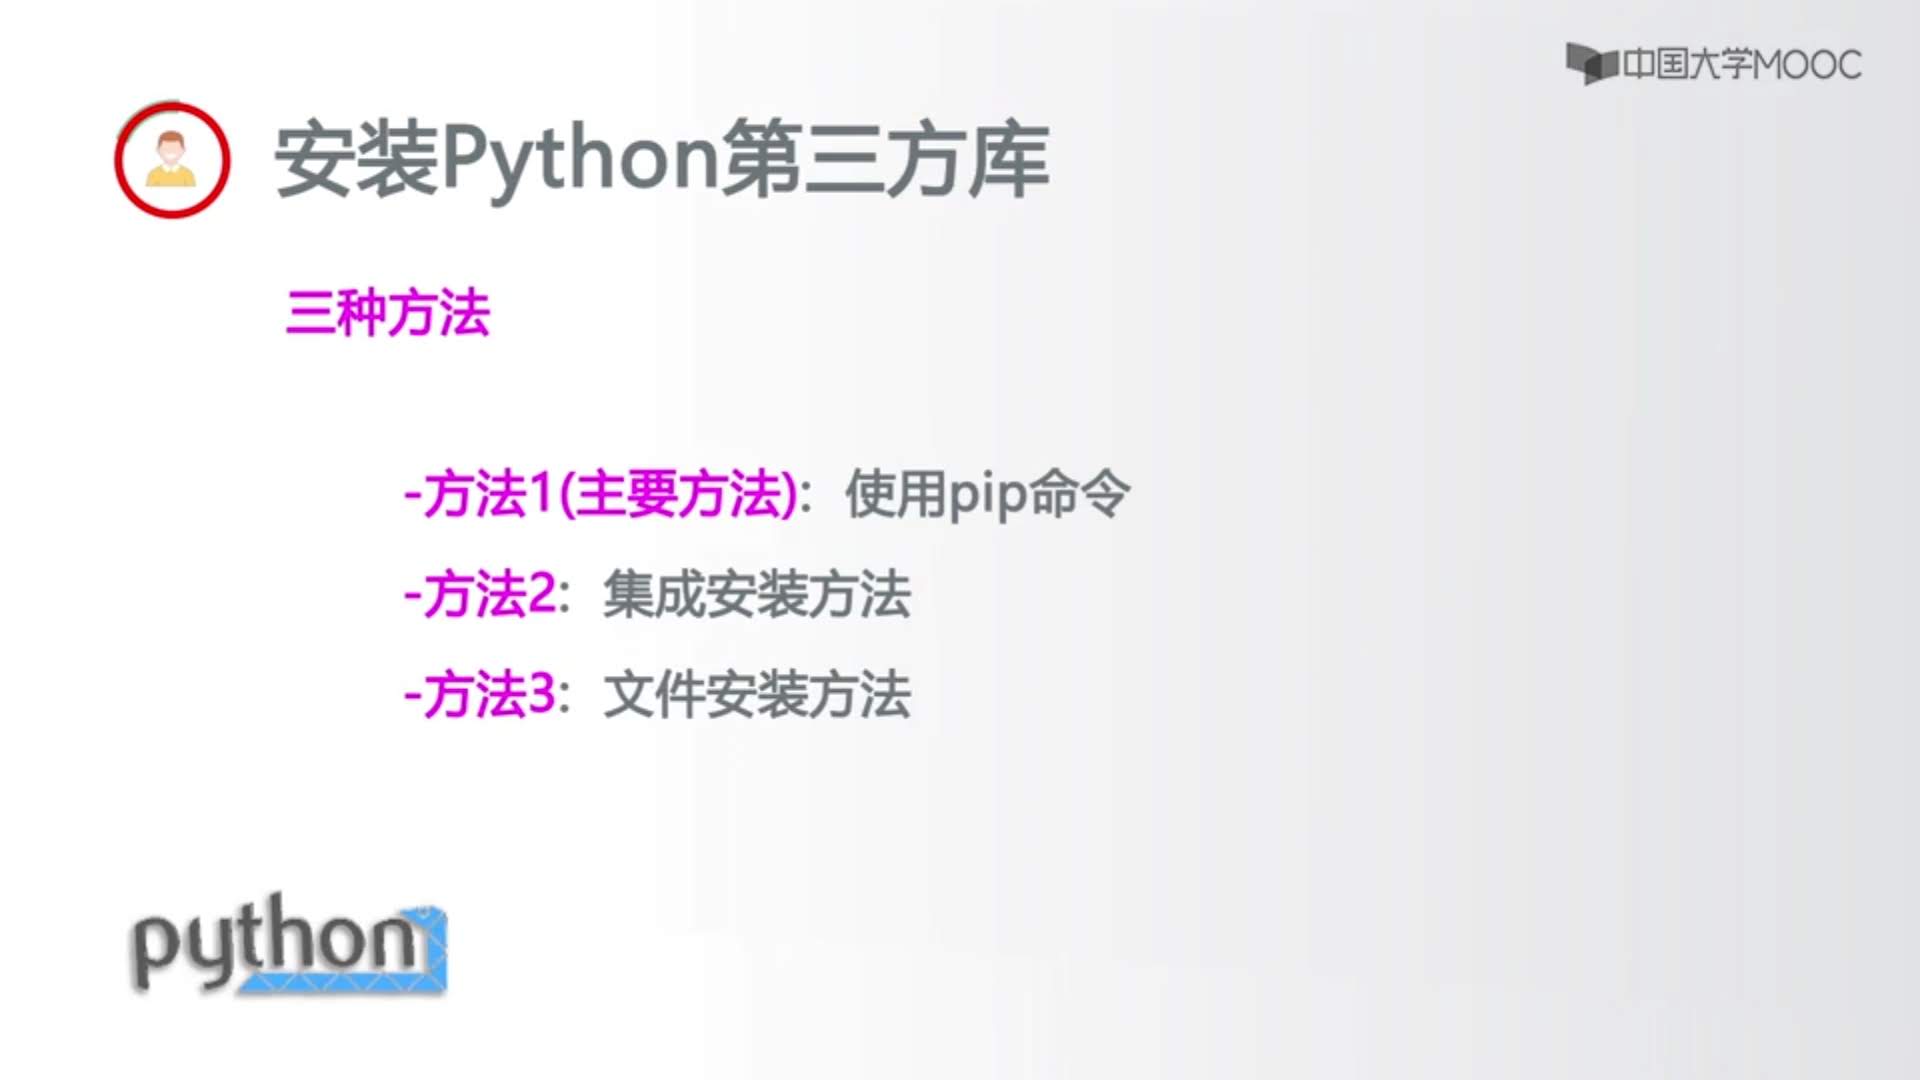 中国大学MOOC
安装Python第三方库
三种方法
-方法1(主要方法): 使用pip命令
-方法2: 集成安装方法
-方法3: 文件安装方法
python